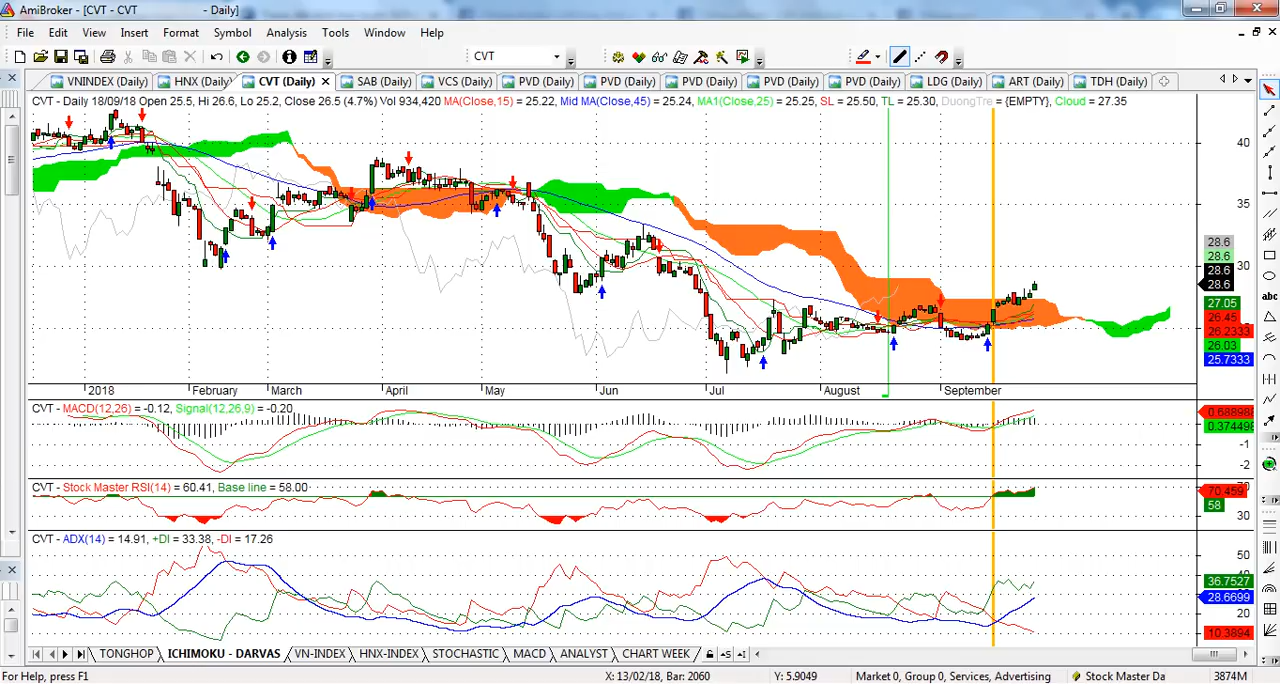 AmiBroker - [CVT - CVT - Daily]
File Edit View Insert Format Symbol Analysis Tools Window Help
CVT
VNINDEX (Daily) HNX (Daily) CVT (Daily) SAB (Daily) VCS (Daily) PVD (Daily) PVD (Daily) PVD (Daily) PVD (Daily) PVD (Daily) LDG (Daily) ART (Daily) TDH (Daily)
CVT - Daily 18/09/18 Open 25.5, Hi 26.6, Lo 25.2, Close 26.5 (4.7%) Vol 934,420 MA(Close,15) = 25.22, Mid MA(Close,45) = 25.24, MA1(Close,25) = 25.25, SL = 25.50, TL = 25.30, DuongTre = {EMPTY}, Cloud = 27.35
40
35
abc
28.6
28.6
30
28.6
28.6
27.05
26.45
26.2333
26.03
25.7333
2018 February March April May Jun Jul August September
CVT - MACD(12,26) = -0.12, Signal(12,26,9) = -0.20
0.374498
-1
-2
CVT - Stock Master RSI(14) = 60.41, Base line = 58.00
70.459
58
30
CVT - ADX(14) = 14.91, +DI = 33.38, -DI = 17.26
50
36.7527
28.6699
20
10.3894
TONGHOP ICHIMOKU - DARVAS VN-INDEX HNX-INDEX STOCHASTIC MACD ANALYST CHART WEEK
For Help, press F1 X: 13/02/18, Bar: 2060 Y: 5.9049 Market 0, Group 0, Services, Advertising Stock Master Da 3874M